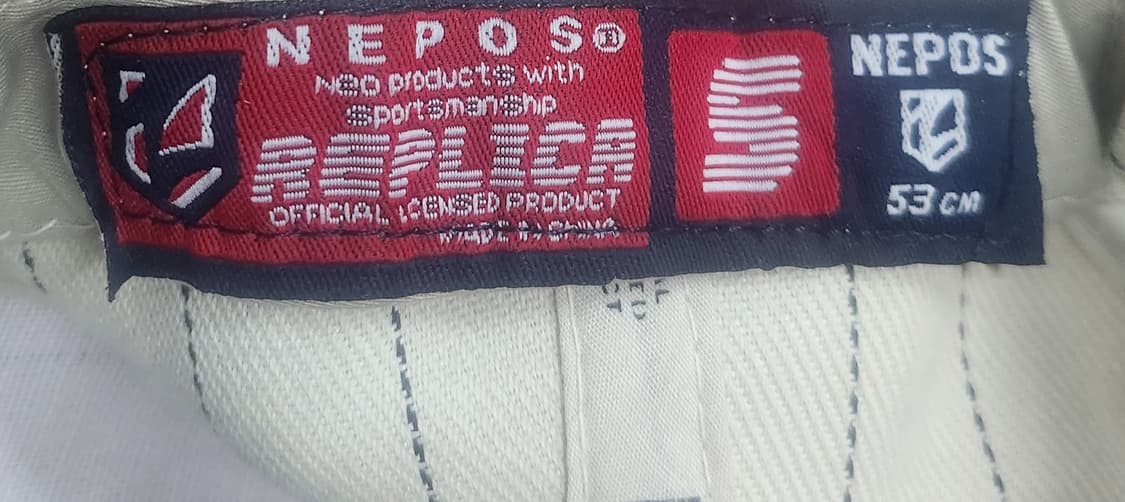 NEPOS®
Neo products with
sportsmanship
REPLICA
OFFICIAL LICENSED PRODUCT
MADE IN CHINA
S
NEPOS
53 CM